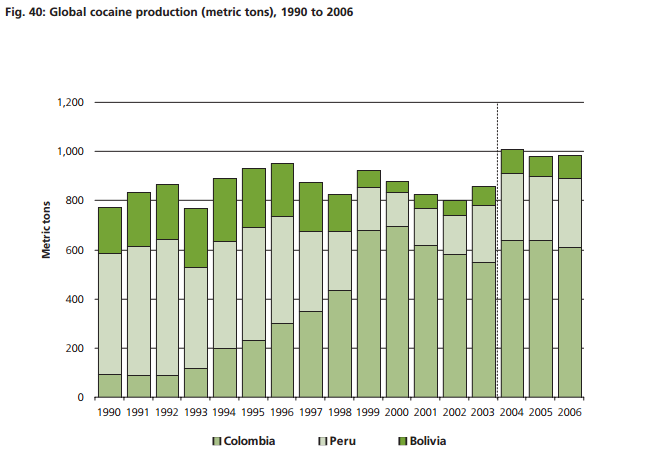 Fig. 40: Global cocaine production (metric tons), 1990 to 2006
1,200
1,000
800
600
400
200
0
Metric tons
1990 1991 1992 1993 1994 1995 1996 1997 1998 1999 2000 2001 2002 2003 2004 2005 2006
Colombia Peru Bolivia